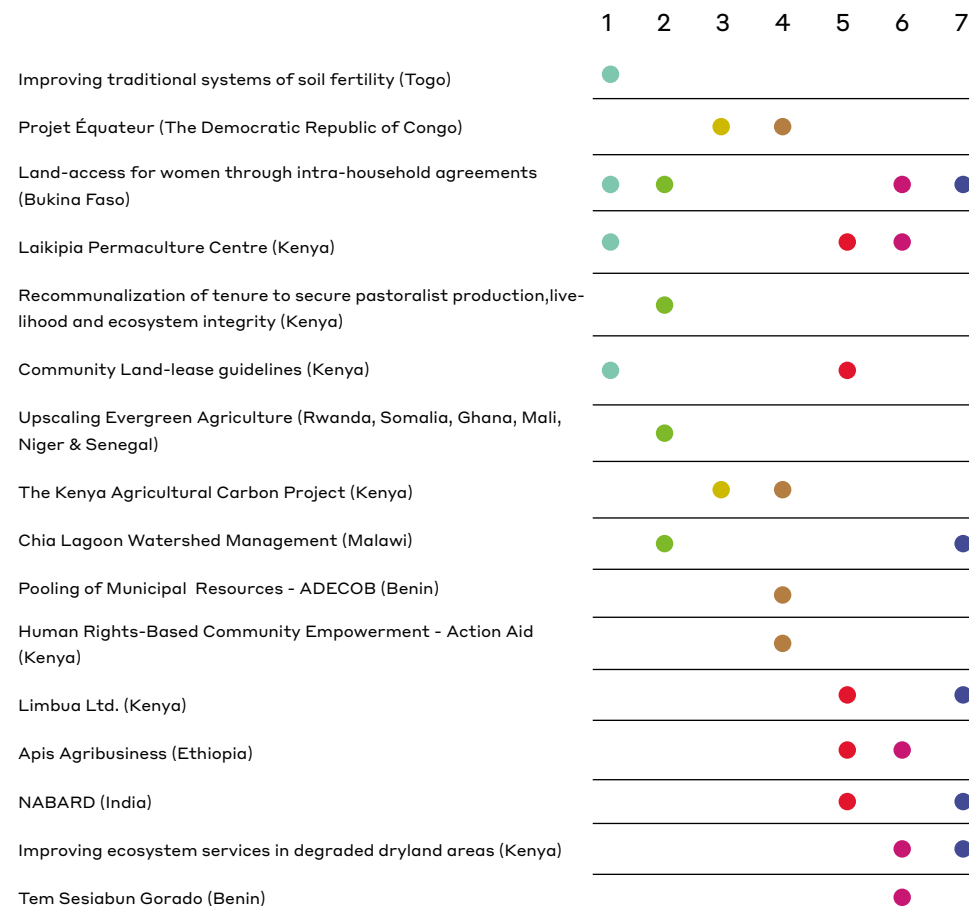 1 2 3 4 5 6 7
Improving traditional systems of soil fertility (Togo)
Projet Équateur (The Democratic Republic of Congo)
Land-access for women through intra-household agreements
(Bukina Faso)
Laikipia Permaculture Centre (Kenya)
Recommunalization of tenure to secure pastoralist production,live-
lihood and ecosystem integrity (Kenya)
Community Land-lease guidelines (Kenya)
Upscaling Evergreen Agriculture (Rwanda, Somalia, Ghana, Mali,
Niger & Senegal)
The Kenya Agricultural Carbon Project (Kenya)
Chia Lagoon Watershed Management (Malawi)
Pooling of Municipal Resources - ADECOB (Benin)
Human Rights-Based Community Empowerment - Action Aid
(Kenya)
Limbua Ltd. (Kenya)
Apis Agribusiness (Ethiopia)
NABARD (India)
Improving ecosystem services in degraded dryland areas (Kenya)
Tem Sesiabun Gorado (Benin)